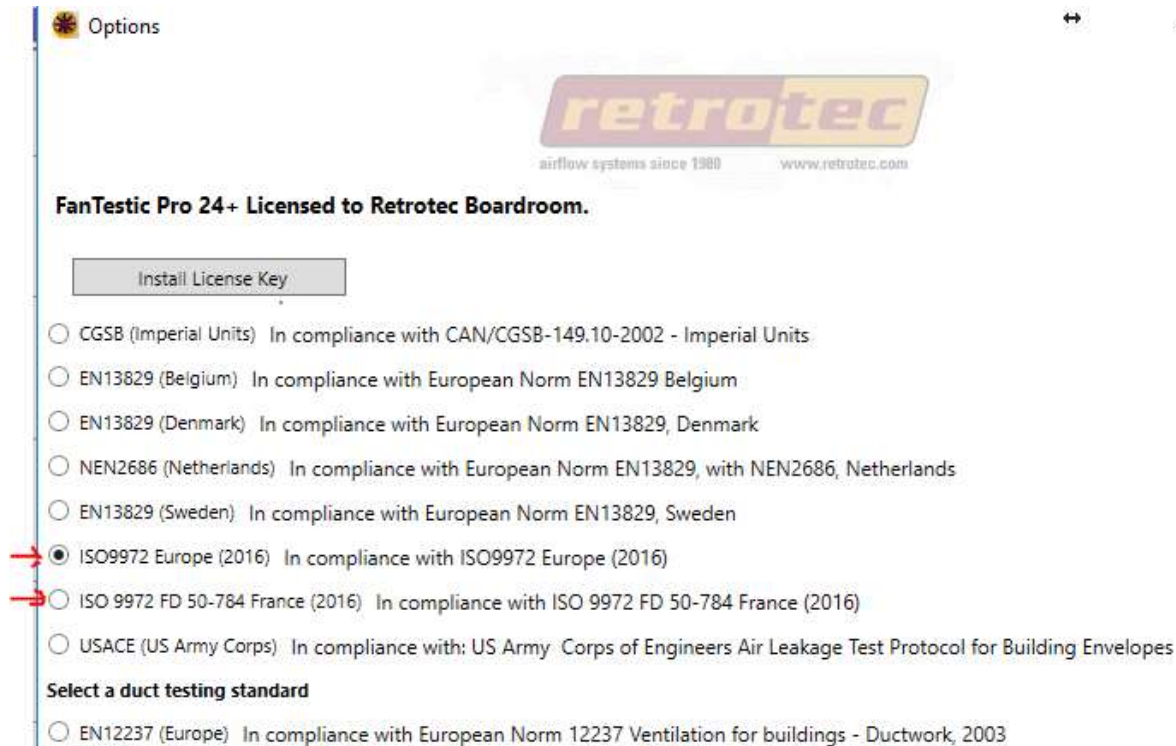 Options
retrotec
airflow systems since 1980 www.retrotec.com
FanTestic Pro 24+ Licensed to Retrotec Boardroom.
Install License Key
CGSB (Imperial Units) In compliance with CAN/CGSB-149.10-2002 - Imperial Units
EN13829 (Belgium) In compliance with European Norm EN13829 Belgium
EN13829 (Denmark) In compliance with European Norm EN13829, Denmark
NEN2686 (Netherlands) In compliance with European Norm EN13829, with NEN2686, Netherlands
EN13829 (Sweden) In compliance with European Norm EN13829, Sweden
ISO9972 Europe (2016) In compliance with ISO9972 Europe (2016)
ISO 9972 FD 50-784 France (2016) In compliance with ISO 9972 FD 50-784 France (2016)
USACE (US Army Corps) In compliance with: US Army Corps of Engineers Air Leakage Test Protocol for Building Envelopes
Select a duct testing standard
EN12237 (Europe) In compliance with European Norm 12237 Ventilation for buildings - Ductwork, 2003